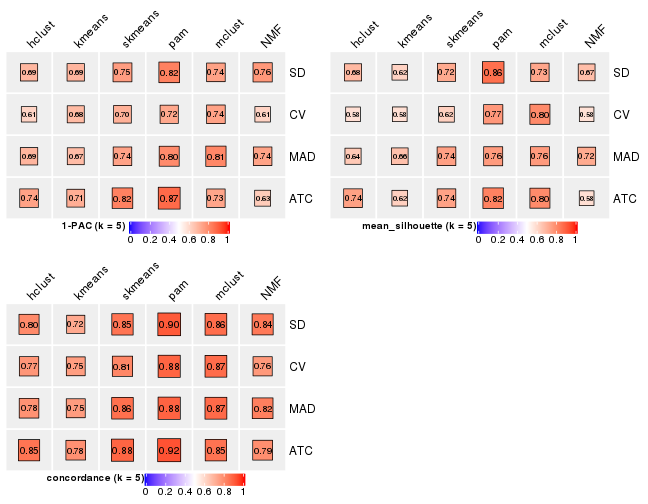 hclust kmeans skmeans pam mclust NMF
0.69 0.69 0.75 0.82 0.74 0.76 SD
0.61 0.68 0.70 0.72 0.74 0.61 CV
0.69 0.67 0.74 0.80 0.81 0.74 MAD
0.74 0.71 0.82 0.87 0.73 0.63 ATC
1-PAC (k = 5)
0 0.2 0.4 0.6 0.8 1
hclust kmeans skmeans pam mclust NMF
0.68 0.62 0.72 0.86 0.73 0.67 SD
0.58 0.58 0.62 0.77 0.80 0.58 CV
0.64 0.66 0.74 0.76 0.76 0.72 MAD
0.74 0.62 0.74 0.82 0.80 0.58 ATC
mean_silhouette (k = 5)
0 0.2 0.4 0.6 0.8 1
hclust kmeans skmeans pam mclust NMF
0.80 0.72 0.85 0.90 0.86 0.84 SD
0.77 0.75 0.81 0.88 0.87 0.76 CV
0.78 0.75 0.86 0.88 0.87 0.82 MAD
0.85 0.78 0.88 0.92 0.85 0.79 ATC
concordance (k = 5)
0 0.2 0.4 0.6 0.8 1